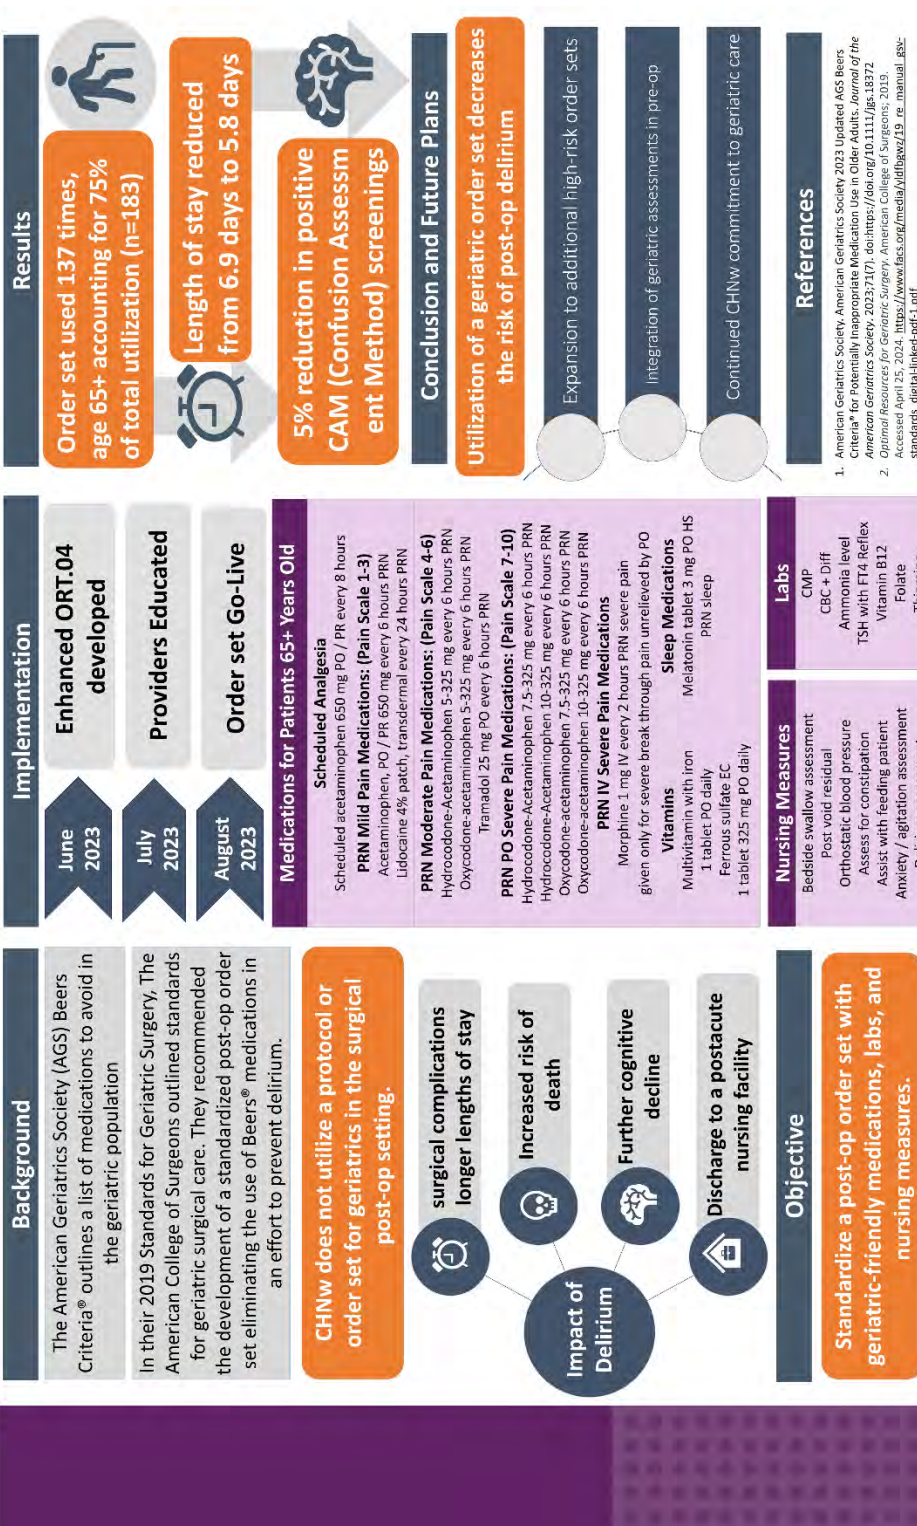 Background
The American Geriatrics Society (AGS) Beers
Criteria® outlines a list of medications to avoid in
the geriatric population
In their 2019 Standards for Geriatric Surgery, The
American College of Surgeons outlined standards
for geriatric surgical care. They recommended
the development of a standardized post-op order
set eliminating the use of Beers® medications in
an effort to prevent delirium.
CHNw does not utilize a protocol or
order set for geriatrics in the surgical
post-op setting.
Impact of
Delirium
surgical complications
longer lengths of stay
Increased risk of
death
Further cognitive
decline
Discharge to a postacute
nursing facility
Objective
Standardize a post-op order set with
geriatric-friendly medications, labs, and
nursing measures.
Implementation
June
2023
Enhanced ORT.04
developed
July
2023
Providers Educated
August
2023
Order set Go-Live
Medications for Patients 65+ Years Old
Scheduled Analgesia
Scheduled acetaminophen 650 mg PO / PR every 8 hours
PRN Mild Pain Medications: (Pain Scale 1-3)
Acetaminophen, PO / PR 650 mg every 6 hours PRN
Lidocaine 4% patch, transdermal every 24 hours PRN
PRN Moderate Pain Medications: (Pain Scale 4-6)
Hydrocodone-Acetaminophen 5-325 mg every 6 hours PRN
Oxycodone-acetaminophen 5-325 mg every 6 hours PRN
Tramadol 25 mg PO every 6 hours PRN
PRN PO Severe Pain Medications: (Pain Scale 7-10)
Hydrocodone-Acetaminophen 7.5-325 mg every 6 hours PRN
Hydrocodone-Acetaminophen 10-325 mg every 6 hours PRN
Oxycodone-acetaminophen 7.5-325 mg every 6 hours PRN
Oxycodone-acetaminophen 10-325 mg every 6 hours PRN
PRN IV Severe Pain Medications
Morphine 1 mg IV every 2 hours PRN severe pain
given only for severe break through pain unrelieved by PO
Vitamins
Multivitamin with iron
1 tablet PO daily
Ferrous sulfate EC
1 tablet 325 mg PO daily
Sleep Medications
Melatonin tablet 3 mg PO HS
PRN sleep
Nursing Measures
Bedside swallow assessment
Post void residual
Orthostatic blood pressure
Assess for constipation
Assist with feeding patient
Anxiety / agitation assessment
Labs
CMP
CBC + Diff
Ammonia level
TSH with FT4 Reflex
Vitamin B12
Folate
Results
Order set used 137 times,
age 65+ accounting for 75%
of total utilization (n=183)
Length of stay reduced
from 6.9 days to 5.8 days
5% reduction in positive
CAM (Confusion Assessm
ent Method) screenings
Conclusion and Future Plans
Utilization of a geriatric order set decreases
the risk of post-op delirium
Expansion to additional high-risk order sets
Integration of geriatric assessments in pre-op
Continued CHNw commitment to geriatric care
References
1. American Geriatrics Society. American Geriatrics Society 2023 Updated AGS Beers
Criteria® for Potentially Inappropriate Medication Use in Older Adults. Journal of the
American Geriatrics Society. 2023;71(7). doi:https://doi.org/10.1111/jgs.18372
2. Optimal Resources for Geriatric Surgery. American College of Surgeons; 2019.
Accessed April 25, 2024. https://www.facs.org/media/yldfbgwz/19_re_manual_gsv-
standards_digital-linked-pdf-1.pdf